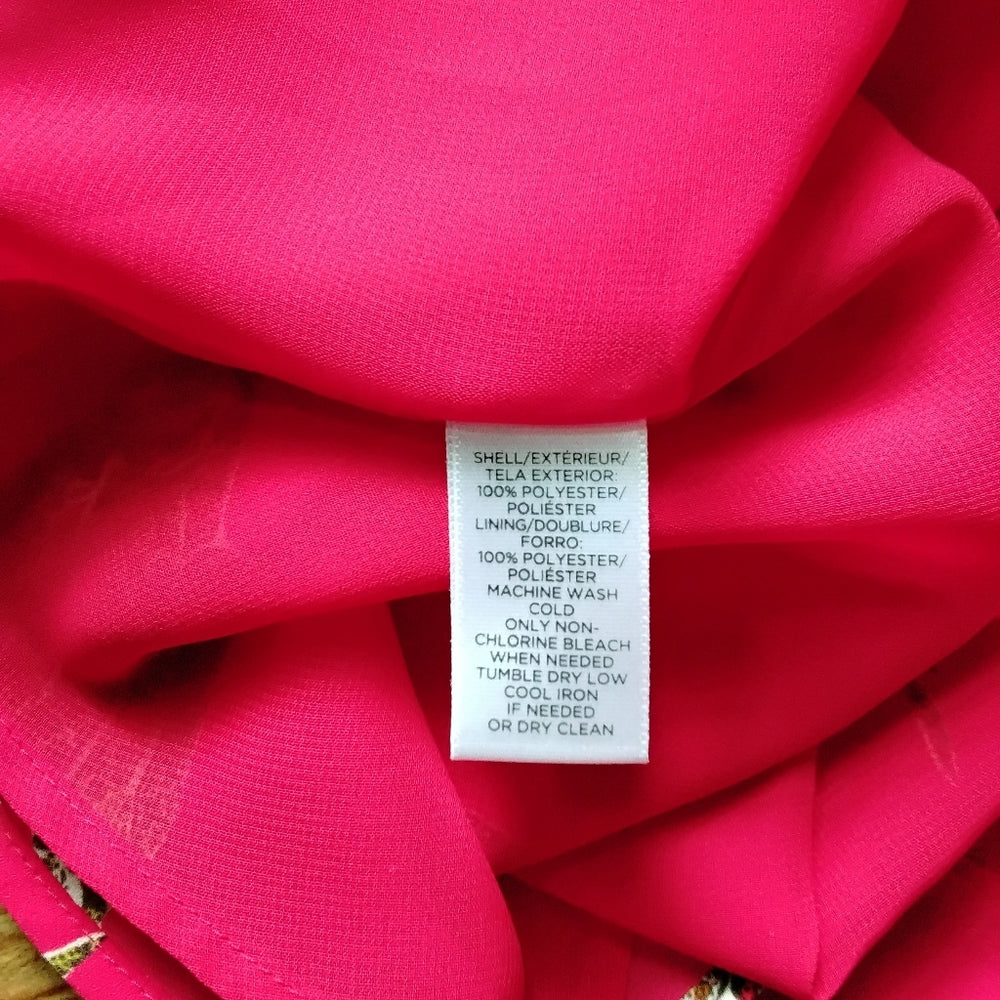 SHELL/EXTÉRIEUR/
TELA EXTERIOR:
100% POLYESTER/
POLIÉSTER
LINING/DOUBLURE/
FORRO:
100% POLYESTER/
POLIÉSTER
MACHINE WASH
COLD
ONLY NON-
CHLORINE BLEACH
WHEN NEEDED
TUMBLE DRY LOW
COOL IRON
IF NEEDED
OR DRY CLEAN